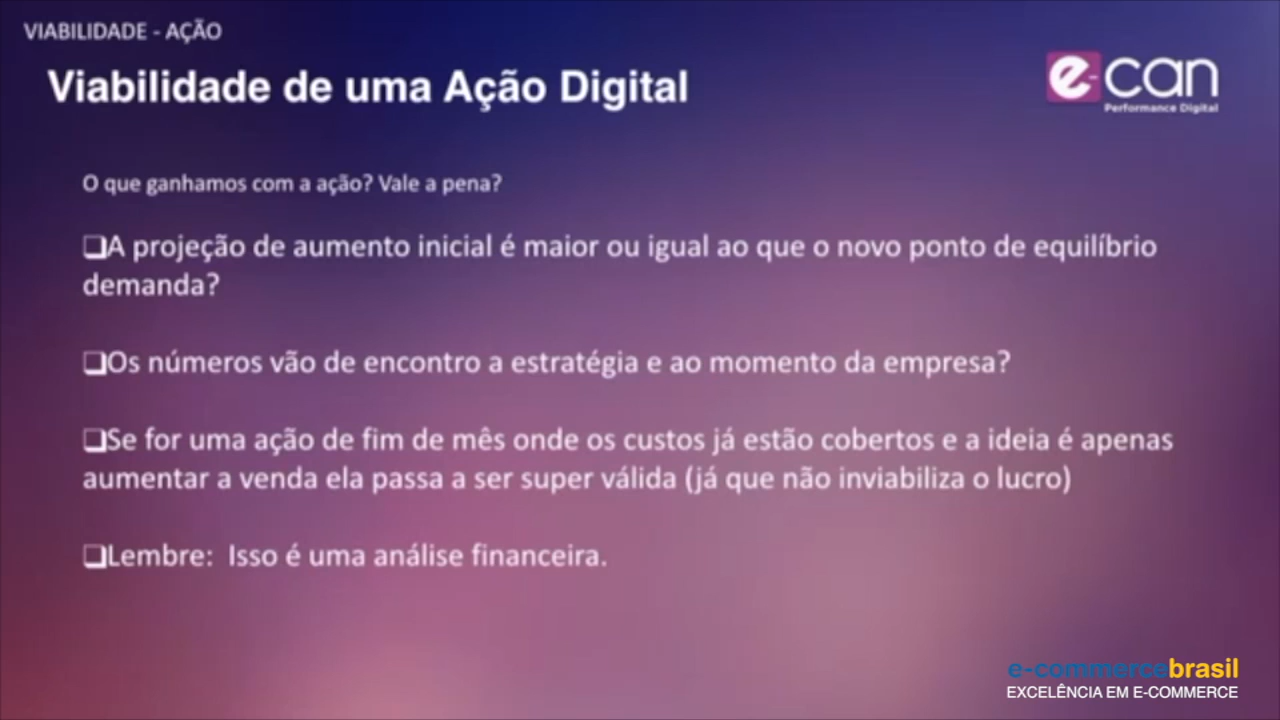 VIABILIDADE - AÇÃO
Viabilidade de uma Ação Digital
e-can
Performance Digital
O que ganhamos com a ação? Vale a pena?
❑A projeção de aumento inicial é maior ou igual ao que o novo ponto de equilíbrio
demanda?
❑Os números vão de encontro a estratégia e ao momento da empresa?
❑Se for uma ação de fim de mês onde os custos já estão cobertos e a ideia é apenas
aumentar a venda ela passa a ser super válida (já que não inviabiliza o lucro)
❑Lembre:  Isso é uma análise financeira.
e-commercebrasil
EXCELÊNCIA EM E-COMMERCE